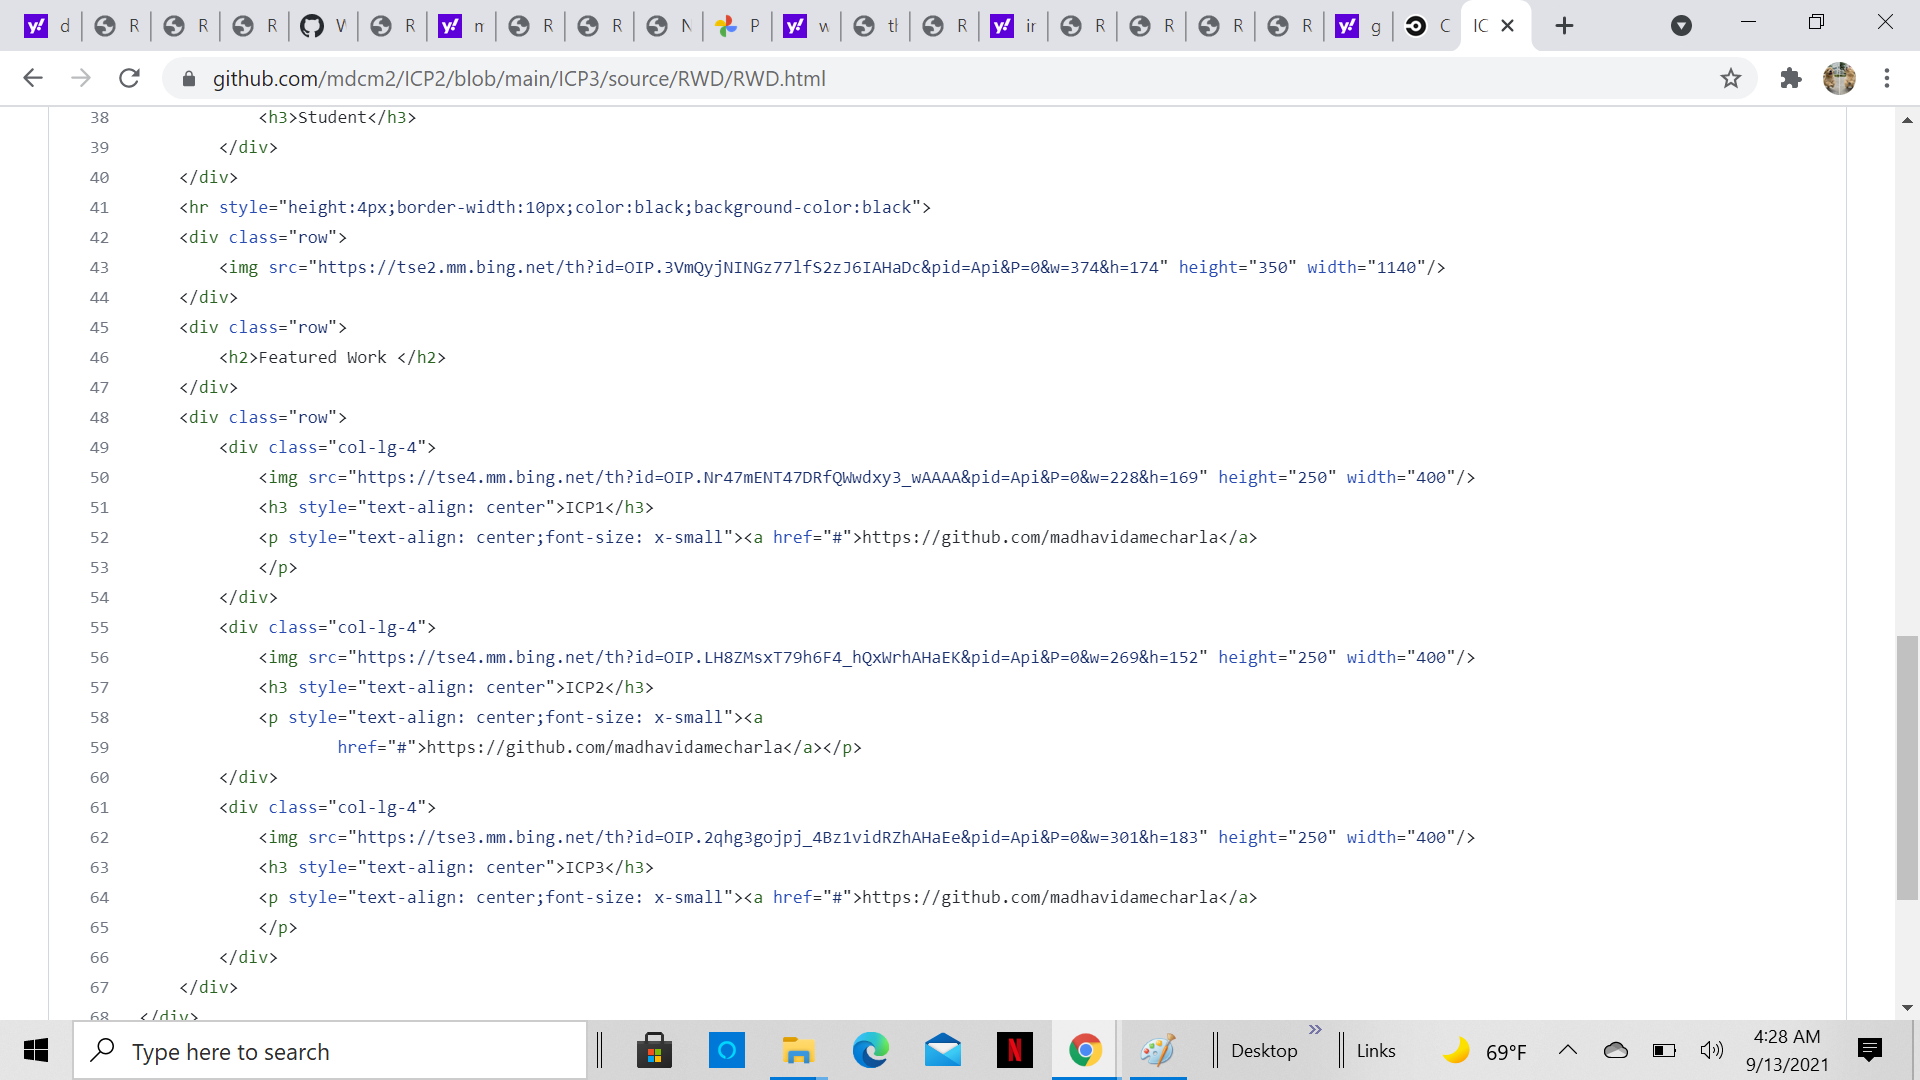 d R R R W R m R R N P w tl R in R R R R g C IC
github.com/mdcm2/ICP2/blob/main/ICP3/source/RWD/RWD.html
38 <h3>Student</h3>
39 </div>
40 </div>
41 <hr style="height:4px;border-width:10px;color:black;background-color:black">
42 <div class="row">
43 <img src="https://tse2.mm.bing.net/th?id=OIP.3VmQyjNINGz77lfS2zJ6IAHaDc&pid=Api&P=0&w=374&h=174" height="350" width="1140"/>
44 </div>
45 <div class="row">
46 <h2>Featured Work </h2>
47 </div>
48 <div class="row">
49 <div class="col-lg-4">
50 <img src="https://tse4.mm.bing.net/th?id=OIP.Nr47mENT47DRfQWwdxy3_wAAAA&pid=Api&P=0&w=228&h=169" height="250" width="400"/>
51 <h3 style="text-align: center">ICP1</h3>
52 <p style="text-align: center;font-size: x-small"><a href="#">https://github.com/madhavidamecharla</a>
53 </p>
54 </div>
55 <div class="col-lg-4">
56 <img src="https://tse4.mm.bing.net/th?id=OIP.LH8ZMsxT79h6F4_hQxWrhAHaEK&pid=Api&P=0&w=269&h=152" height="250" width="400"/>
57 <h3 style="text-align: center">ICP2</h3>
58 <p style="text-align: center;font-size: x-small"><a
59 href="#">https://github.com/madhavidamecharla</a></p>
60 </div>
61 <div class="col-lg-4">
62 <img src="https://tse3.mm.bing.net/th?id=OIP.2qhg3gojpj_4Bz1vidRZhAHaEe&pid=Api&P=0&w=301&h=183" height="250" width="400"/>
63 <h3 style="text-align: center">ICP3</h3>
64 <p style="text-align: center;font-size: x-small"><a href="#">https://github.com/madhavidamecharla</a>
65 </p>
66 </div>
67 </div>
68 </div>
Type here to search Desktop Links 69°F 4:28 AM
9/13/2021